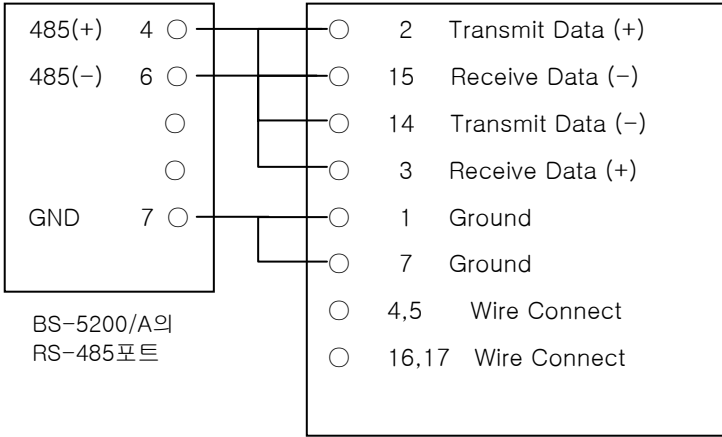 485(+) 4 2 Transmit Data (+)
485(-) 6 15 Receive Data (-)
14 Transmit Data (-)
3 Receive Data (+)
GND 7 1 Ground
7 Ground
4,5 Wire Connect
16,17 Wire Connect
BS-5200/A의
RS-485포트